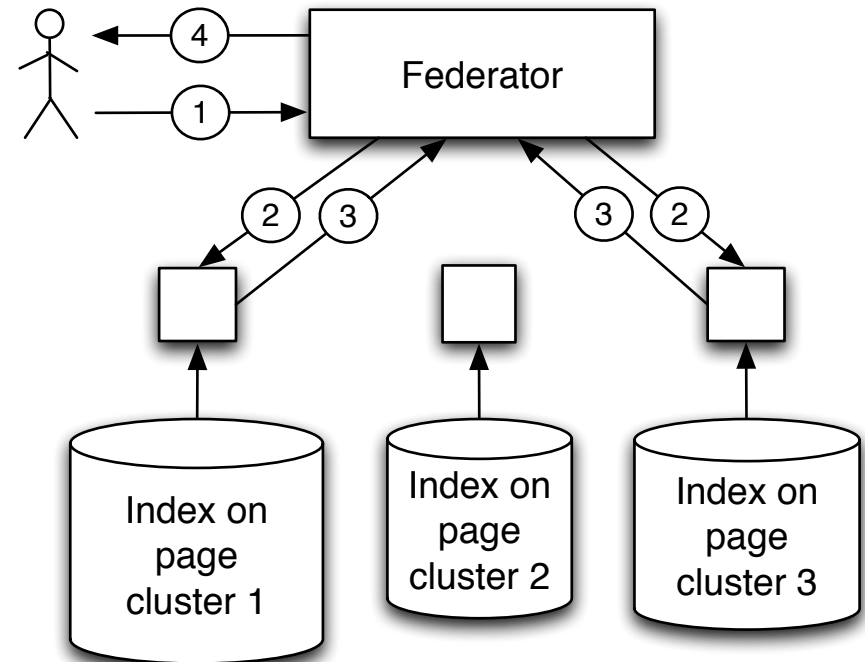 4
Federator
1
2
3
3
2
Index on
page
cluster 1
Index on
page
cluster 2
Index on
page
cluster 3